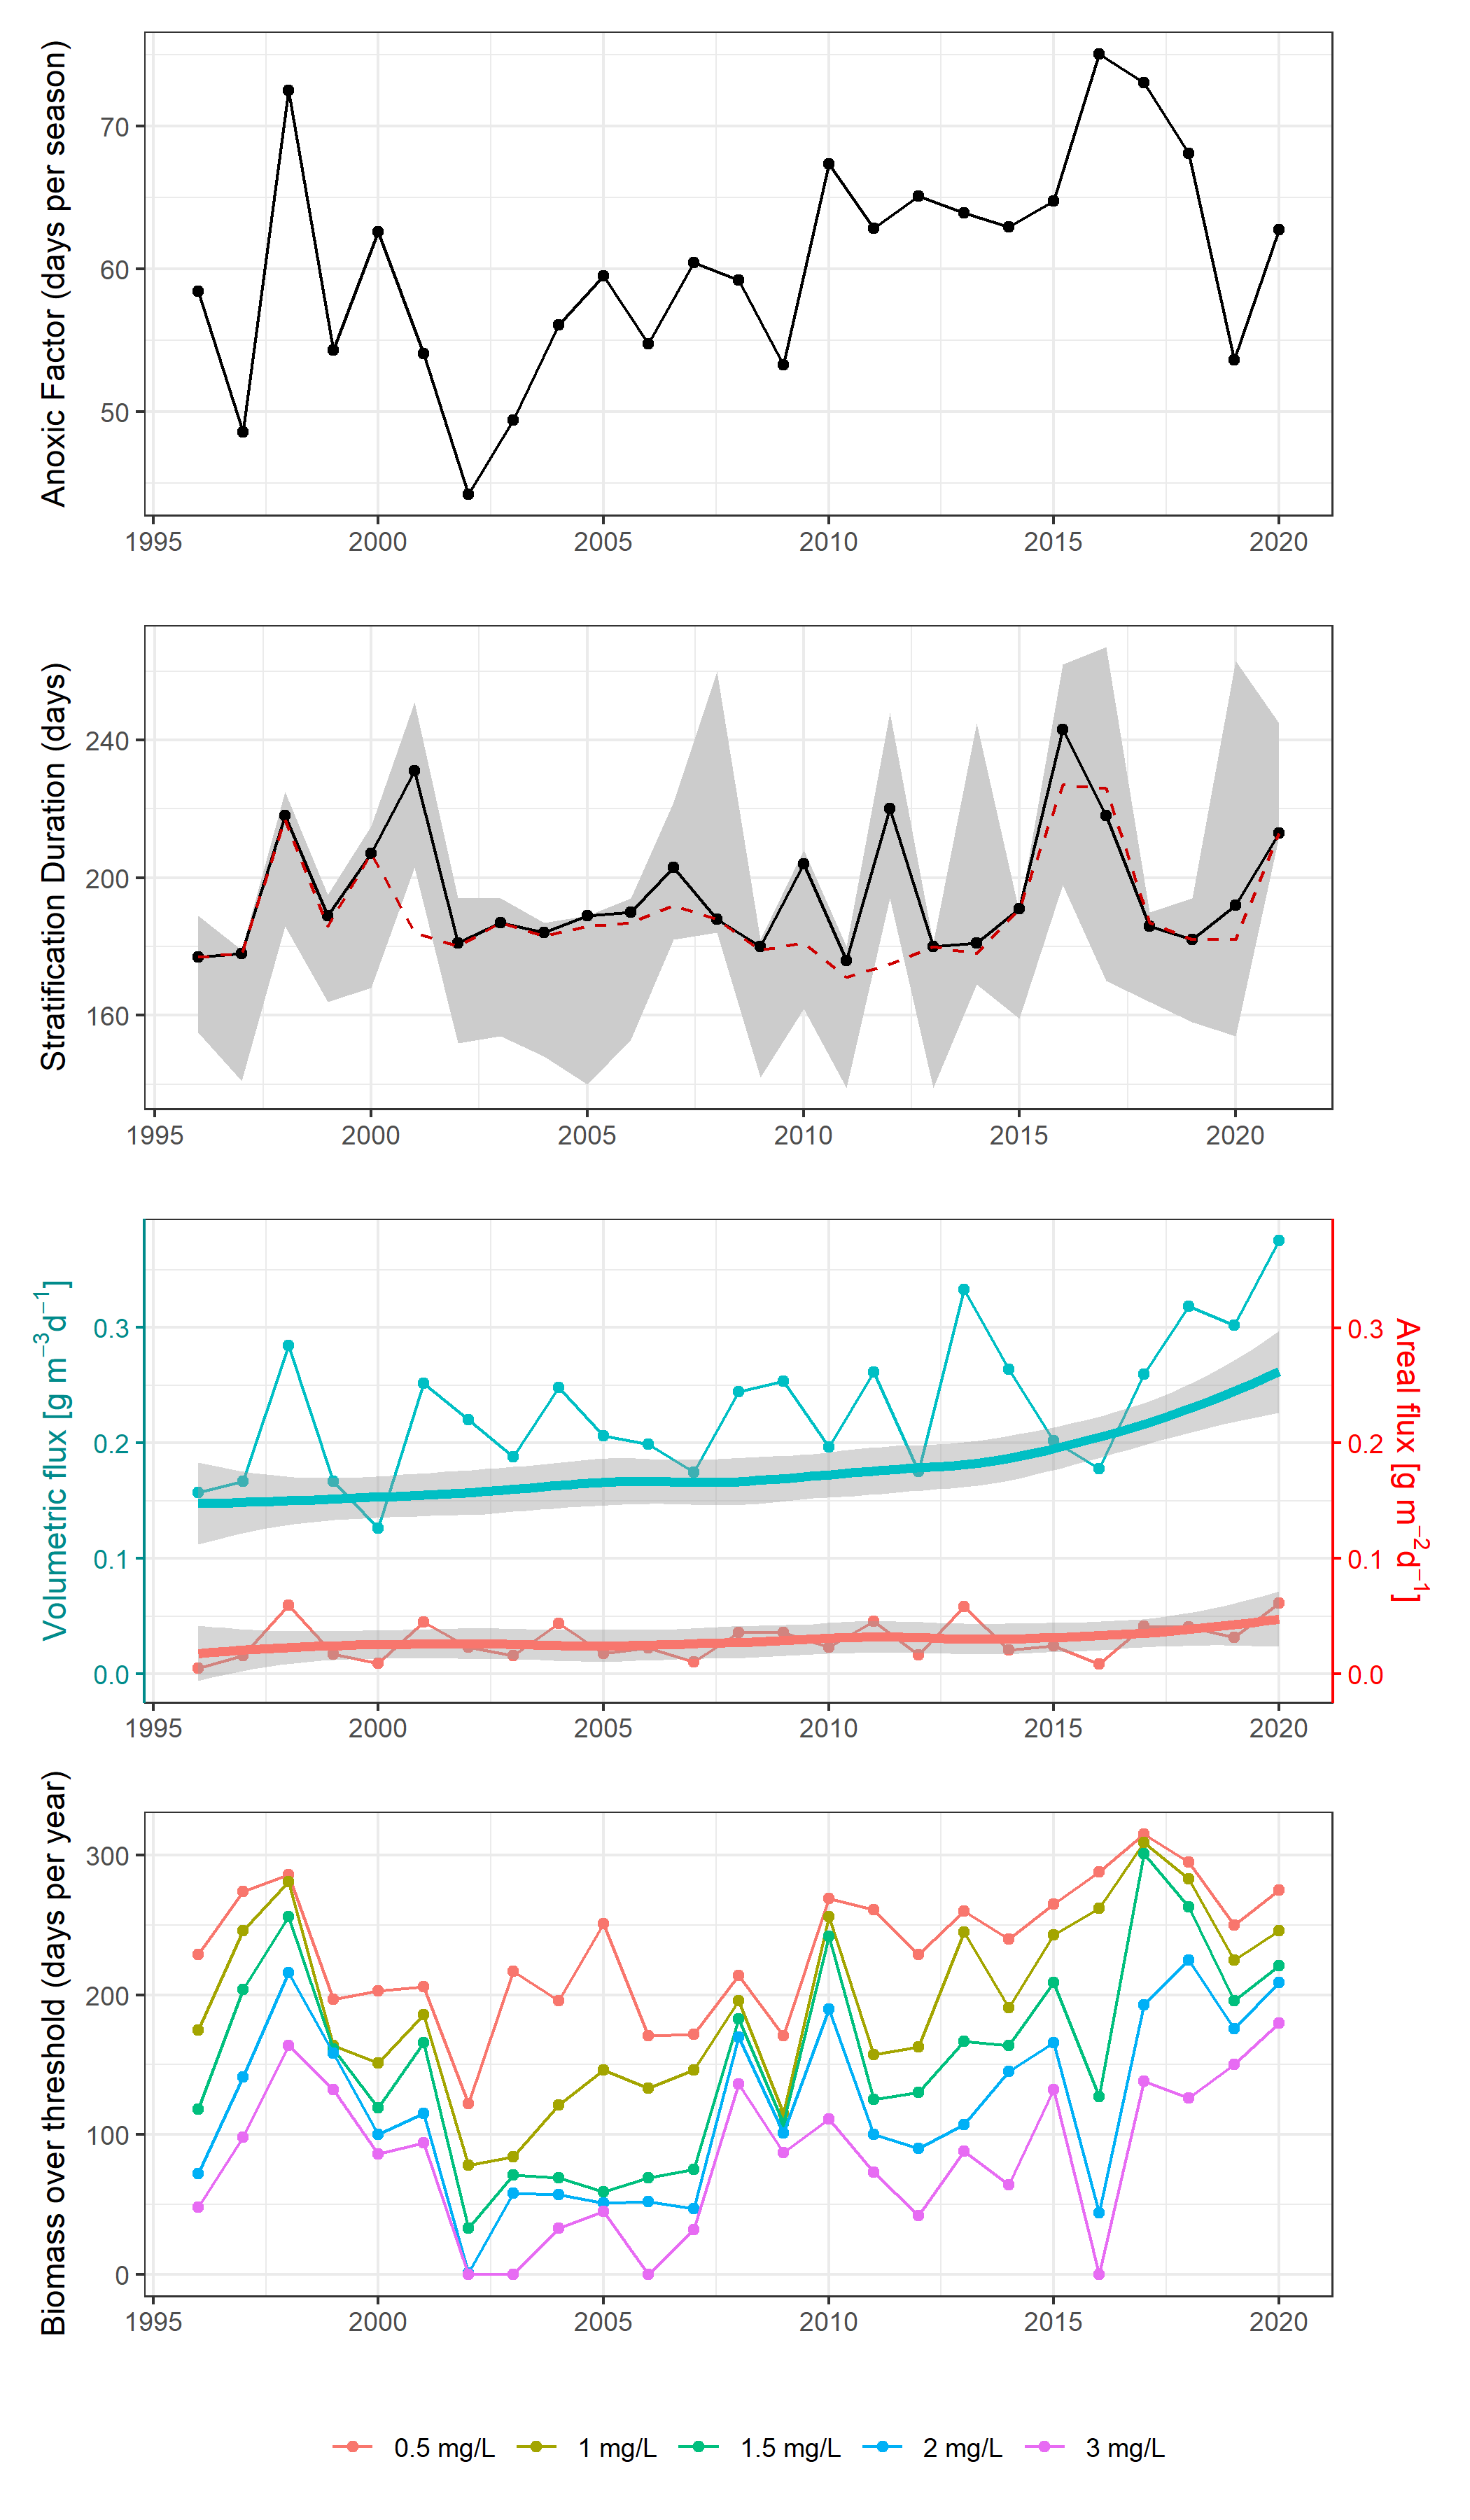 Anoxic Factor (days per season)
70
60
50
1995 2000 2005 2010 2015 2020
Stratification Duration (days)
240
200
160
1995 2000 2005 2010 2015 2020
Volumetric flux [g m⁻³d⁻¹]
0.3
0.2
0.1
0.0
Areal flux [g m⁻²d⁻¹]
0.3
0.2
0.1
0.0
1995 2000 2005 2010 2015 2020
Biomass over threshold (days per year)
300
200
100
0
1995 2000 2005 2010 2015 2020
0.5 mg/L 1 mg/L 1.5 mg/L 2 mg/L 3 mg/L